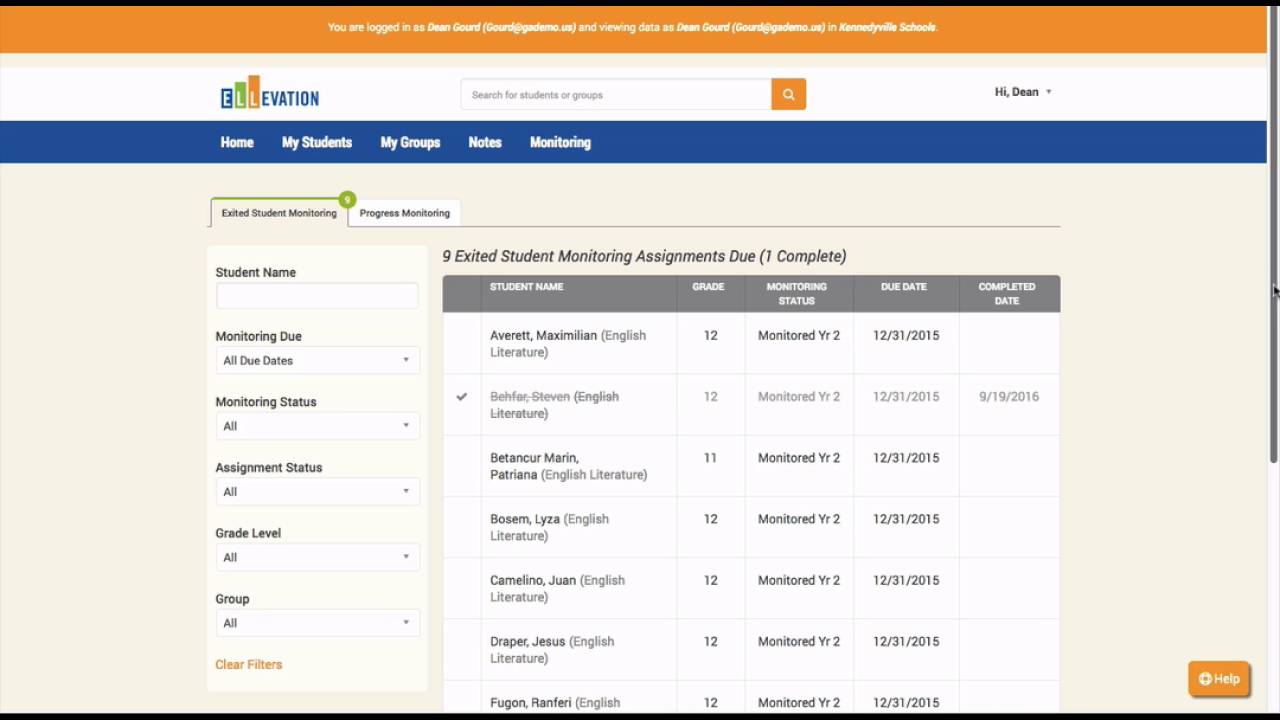 You are logged in as Dean Gourd (Gourd@gademo.us) and viewing data as Dean Gourd (Gourd@gademo.us) in Kennedyville Schools.
ELLEVATION
Search for students or groups
Hi, Dean
Home My Students My Groups Notes Monitoring
Exited Student Monitoring 9 Progress Monitoring
Student Name
Monitoring Due
All Due Dates
Monitoring Status
All
Assignment Status
All
Grade Level
All
Group
All
Clear Filters
9 Exited Student Monitoring Assignments Due (1 Complete)
STUDENT NAME GRADE MONITORING STATUS DUE DATE COMPLETED DATE
Averett, Maximilian (English Literature) 12 Monitored Yr 2 12/31/2015
Behfar, Steven (English Literature) 12 Monitored Yr 2 12/31/2015 9/19/2016
Betancur Marin, Patriana (English Literature) 11 Monitored Yr 2 12/31/2015
Bosem, Lyza (English Literature) 12 Monitored Yr 2 12/31/2015
Camelino, Juan (English Literature) 12 Monitored Yr 2 12/31/2015
Draper, Jesus (English Literature) 12 Monitored Yr 2 12/31/2015
Fugon, Ranferi (English 12 Monitored Yr 2 12/31/2015
Help